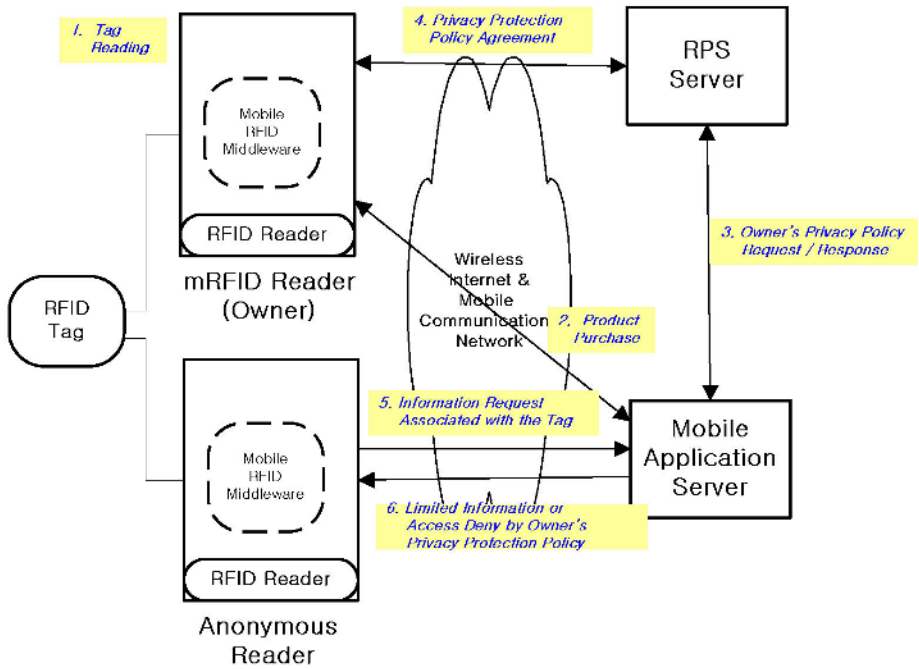 1. Tag
Reading
4. Privacy Protection
Policy Agreement
RPS
Server
Mobile
RFID
Middleware
RFID Reader
mRFID Reader
(Owner)
3. Owner's Privacy Policy
Request / Response
Wireless
Internet &
Mobile
Communication
Network
2. Product
Purchase
RFID
Tag
5. Information Request
Associated with the Tag
Mobile
Application
Server
Mobile
RFID
Middleware
6. Limited Information or
Access Deny by Owner's
Privacy Protection Policy
RFID Reader
Anonymous
Reader